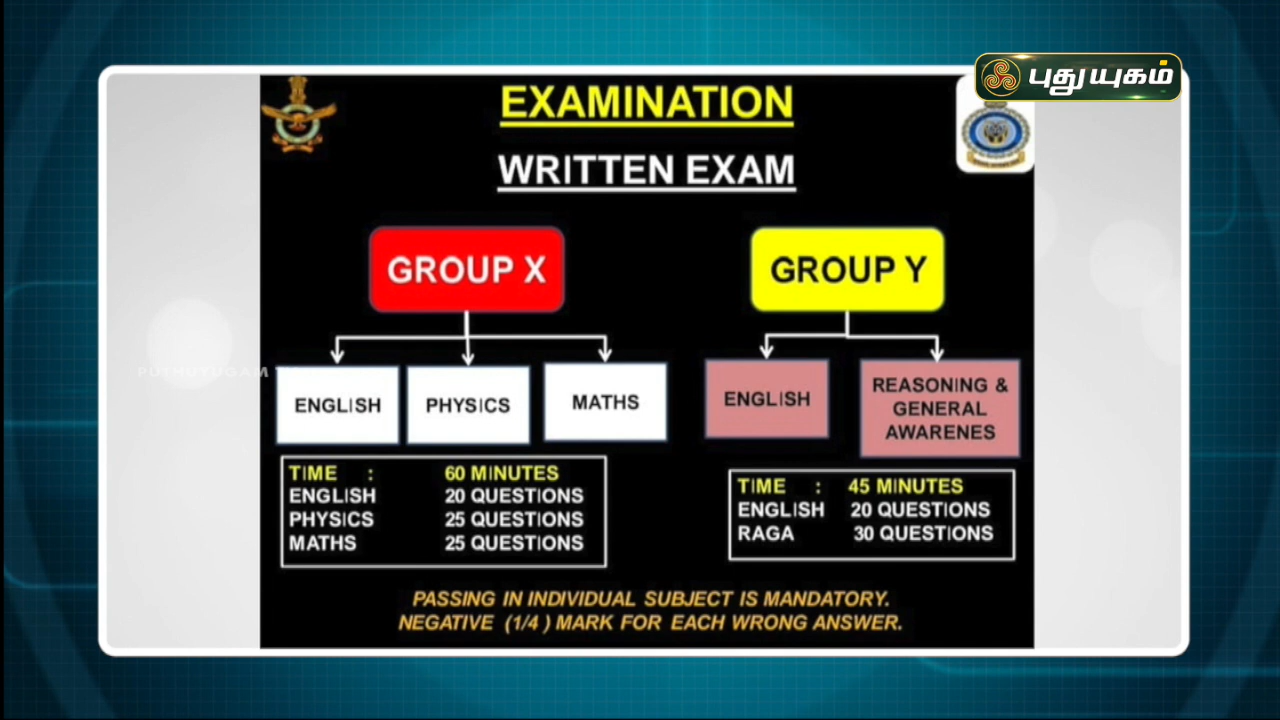 புதுயுகம்
EXAMINATION
WRITTEN EXAM
GROUP X
GROUP Y
ENGLISH
PHYSICS
MATHS
ENGLISH
REASONING &
GENERAL
AWARENES
PUTHUYUGAM
TIME : 60 MINUTES
ENGLISH 20 QUESTIONS
PHYSICS 25 QUESTIONS
MATHS 25 QUESTIONS
TIME : 45 MINUTES
ENGLISH 20 QUESTIONS
RAGA 30 QUESTIONS
PASSING IN INDIVIDUAL SUBJECT IS MANDATORY.
NEGATIVE (1/4 ) MARK FOR EACH WRONG ANSWER.